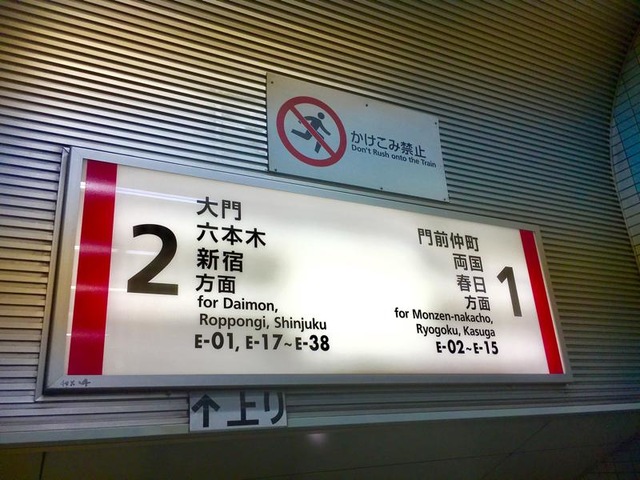 かけこみ禁止
Don't Rush onto the Train
2
大門
六本木
新宿
方面
for Daimon,
Roppongi, Shinjuku
E-01, E-17~E-38
門前仲町
両国
春日
方面
1
for Monzen-nakacho,
Ryogoku, Kasuga
E-02~E-15
↑上り